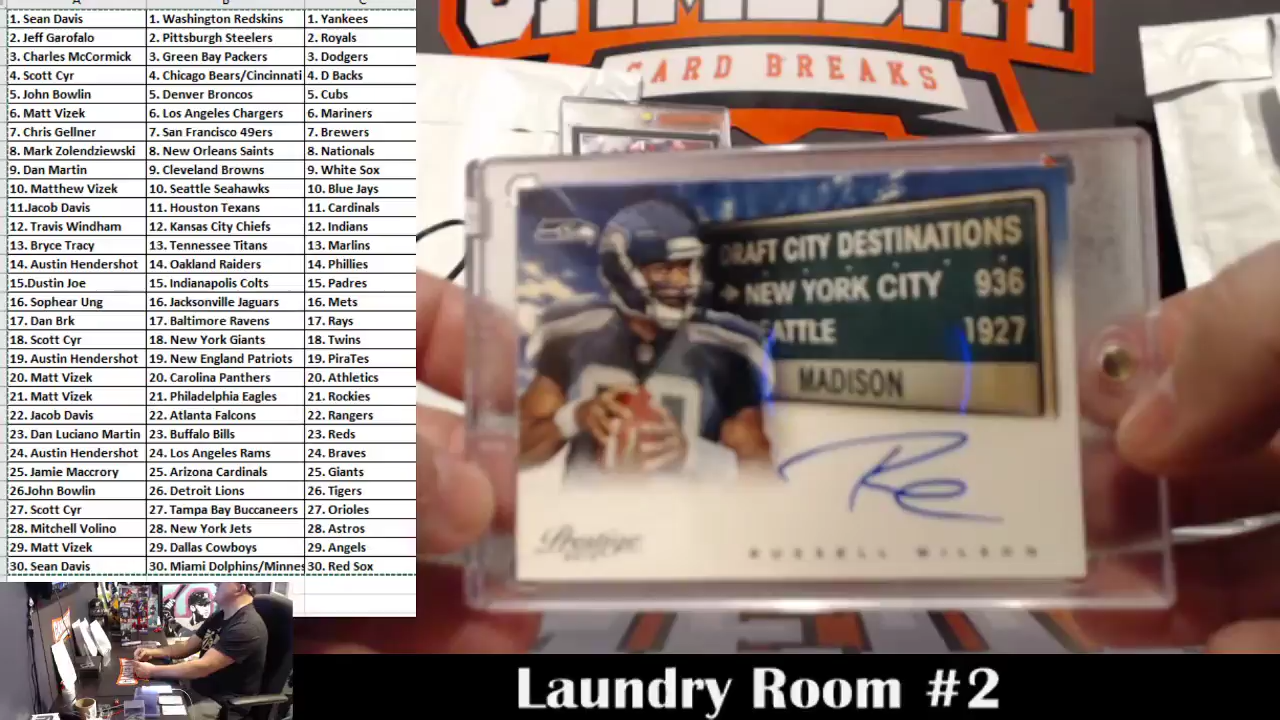 A B C
1. Sean Davis 1. Washington Redskins 1. Yankees
2. Jeff Garofalo 2. Pittsburgh Steelers 2. Royals
3. Charles McCormick 3. Green Bay Packers 3. Dodgers
4. Scott Cyr 4. Chicago Bears/Cincinnati 4. D Backs
5. John Bowlin 5. Denver Broncos 5. Cubs
6. Matt Vizek 6. Los Angeles Chargers 6. Mariners
7. Chris Gellner 7. San Francisco 49ers 7. Brewers
8. Mark Zolendziewski 8. New Orleans Saints 8. Nationals
9. Dan Martin 9. Cleveland Browns 9. White Sox
10. Matthew Vizek 10. Seattle Seahawks 10. Blue Jays
11.Jacob Davis 11. Houston Texans 11. Cardinals
12. Travis Windham 12. Kansas City Chiefs 12. Indians
13. Bryce Tracy 13. Tennessee Titans 13. Marlins
14. Austin Hendershot 14. Oakland Raiders 14. Phillies
15.Dustin Joe 15. Indianapolis Colts 15. Padres
16. Sophear Ung 16. Jacksonville Jaguars 16. Mets
17. Dan Brk 17. Baltimore Ravens 17. Rays
18. Scott Cyr 18. New York Giants 18. Twins
19. Austin Hendershot 19. New England Patriots 19. PiraTes
20. Matt Vizek 20. Carolina Panthers 20. Athletics
21. Matt Vizek 21. Philadelphia Eagles 21. Rockies
22. Jacob Davis 22. Atlanta Falcons 22. Rangers
23. Dan Luciano Martin 23. Buffalo Bills 23. Reds
24. Austin Hendershot 24. Los Angeles Rams 24. Braves
25. Jamie Maccrory 25. Arizona Cardinals 25. Giants
26.John Bowlin 26. Detroit Lions 26. Tigers
27. Scott Cyr 27. Tampa Bay Buccaneers 27. Orioles
28. Mitchell Volino 28. New York Jets 28. Astros
29. Matt Vizek 29. Dallas Cowboys 29. Angels
30. Sean Davis 30. Miami Dolphins/Minnes 30. Red Sox
GAMEDAY
CARD BREAKS
DRAFT CITY DESTINATIONS
NEW YORK CITY 936
SEATTLE 1927
MADISON
Prestige
RUSSELL WILSON
Laundry Room #2